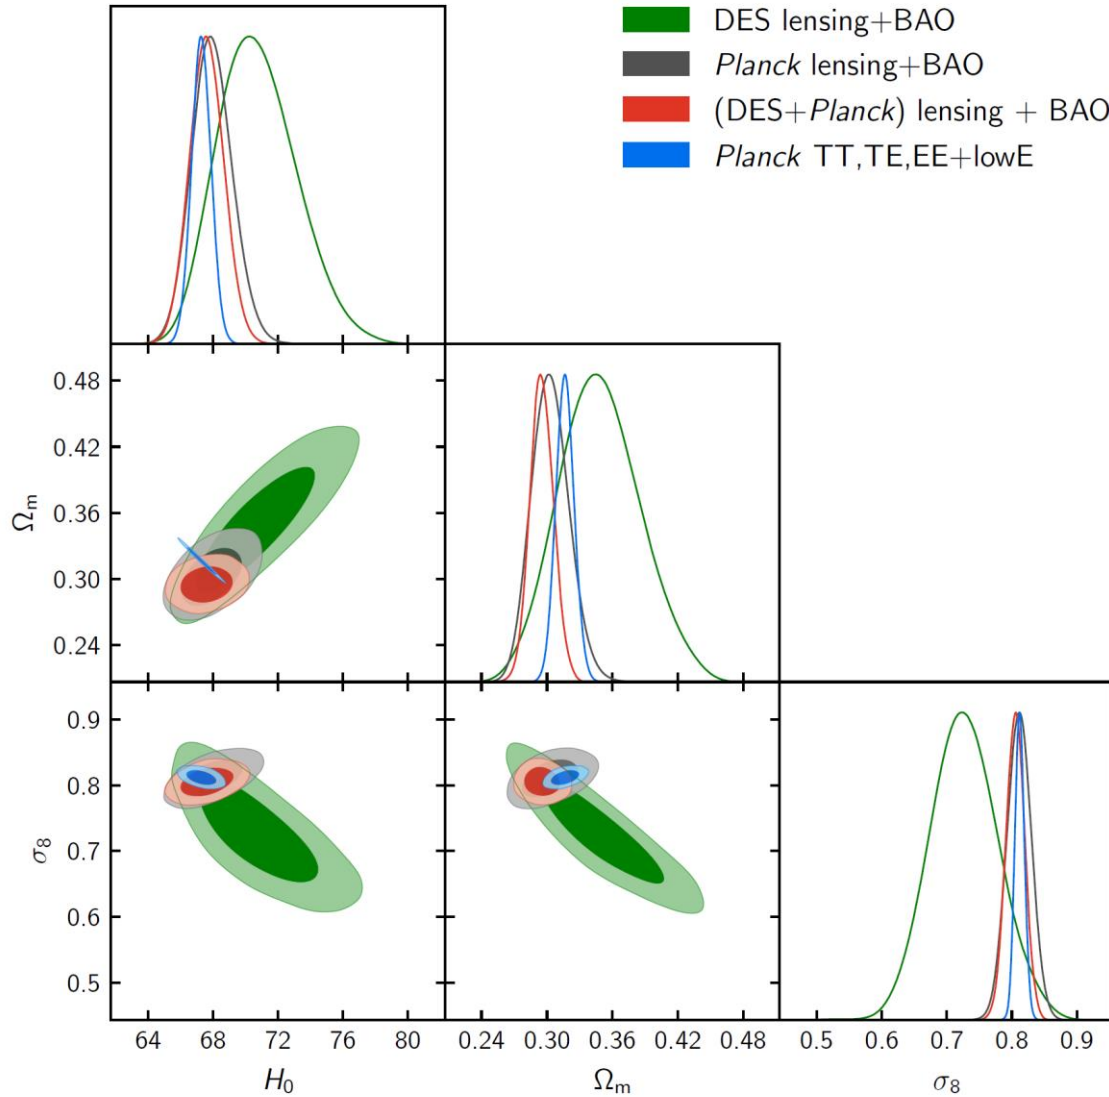 DES lensing+BAO
Planck lensing+BAO
(DES+Planck) lensing + BAO
Planck TT,TE,EE+lowE
0.48
0.42
0.36
0.30
0.24
Ωm
0.9
0.8
0.7
0.6
0.5
σ8
64 68 72 76 80
0.24 0.30 0.36 0.42 0.48
0.5 0.6 0.7 0.8 0.9
H0
Ωm
σ8